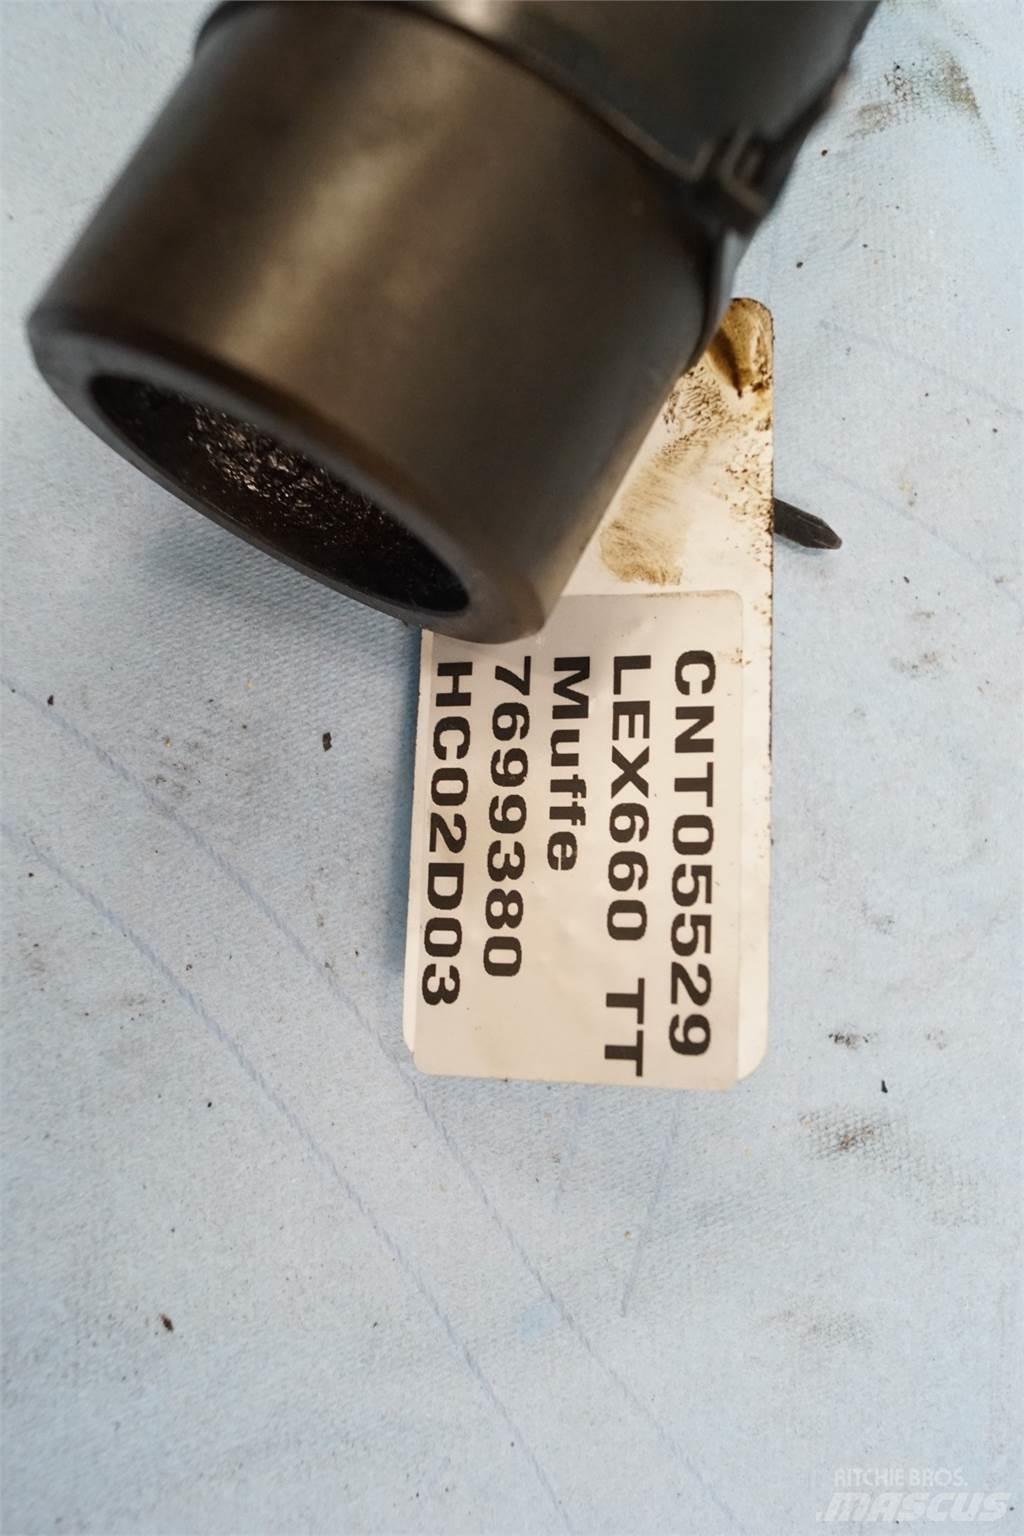 CNT05529
LEX660 TT
Muffe
7699380
HC02D03
RITCHIE BROS.
MASCUS